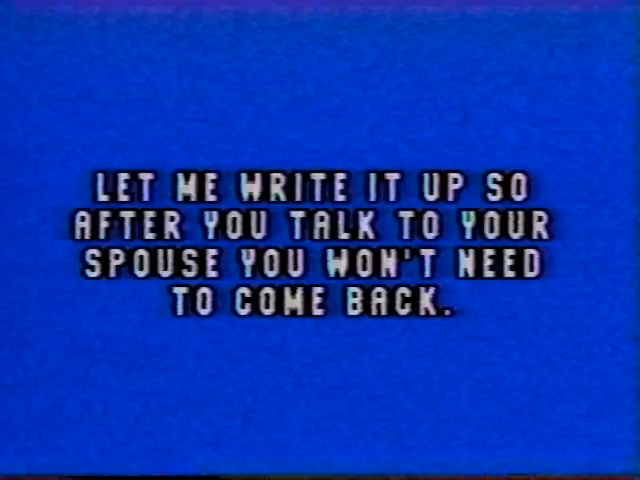 LET ME WRITE IT UP SO
AFTER YOU TALK TO YOUR
SPOUSE YOU WON'T NEED
TO COME BACK.